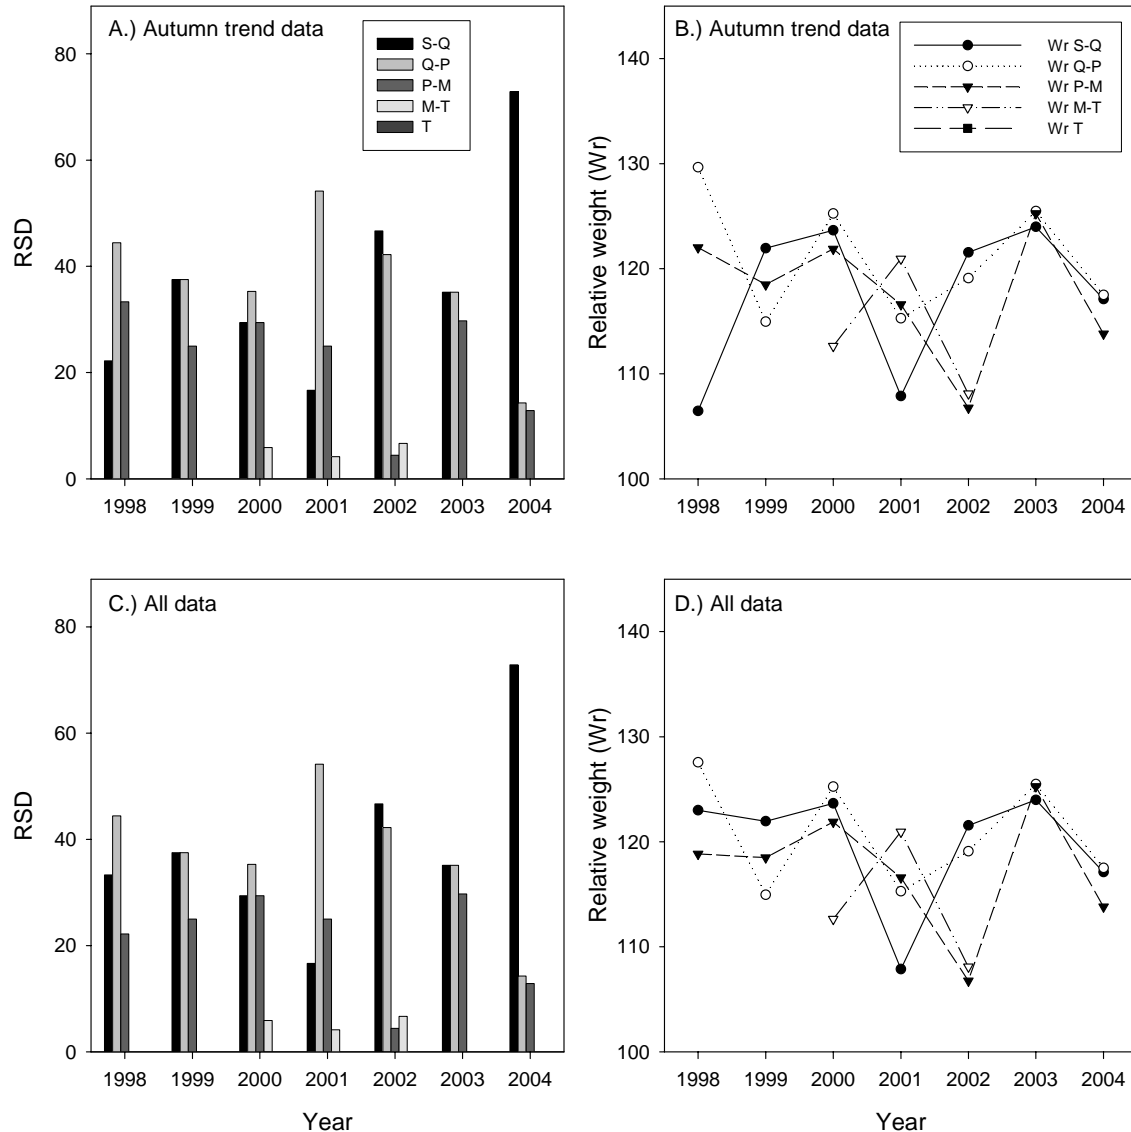 A.) Autumn trend data
S-Q
Q-P
P-M
M-T
T
RSD
80
60
40
20
0
1998 1999 2000 2001 2002 2003 2004
B.) Autumn trend data
Wr S-Q
Wr Q-P
Wr P-M
Wr M-T
Wr T
Relative weight (Wr)
140
130
120
110
100
1998 1999 2000 2001 2002 2003 2004
C.) All data
RSD
80
60
40
20
0
1998 1999 2000 2001 2002 2003 2004
Year
D.) All data
Relative weight (Wr)
140
130
120
110
100
1998 1999 2000 2001 2002 2003 2004
Year